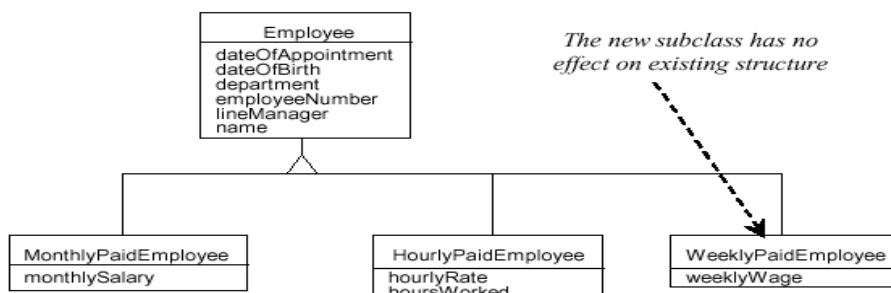 Employee
dateOfAppointment
dateOfBirth
department
employeeNumber
lineManager
name
The new subclass has no
effect on existing structure
MonthlyPaidEmployee
monthlySalary
HourlyPaidEmployee
hourlyRate
hoursWorked
WeeklyPaidEmployee
weeklyWage